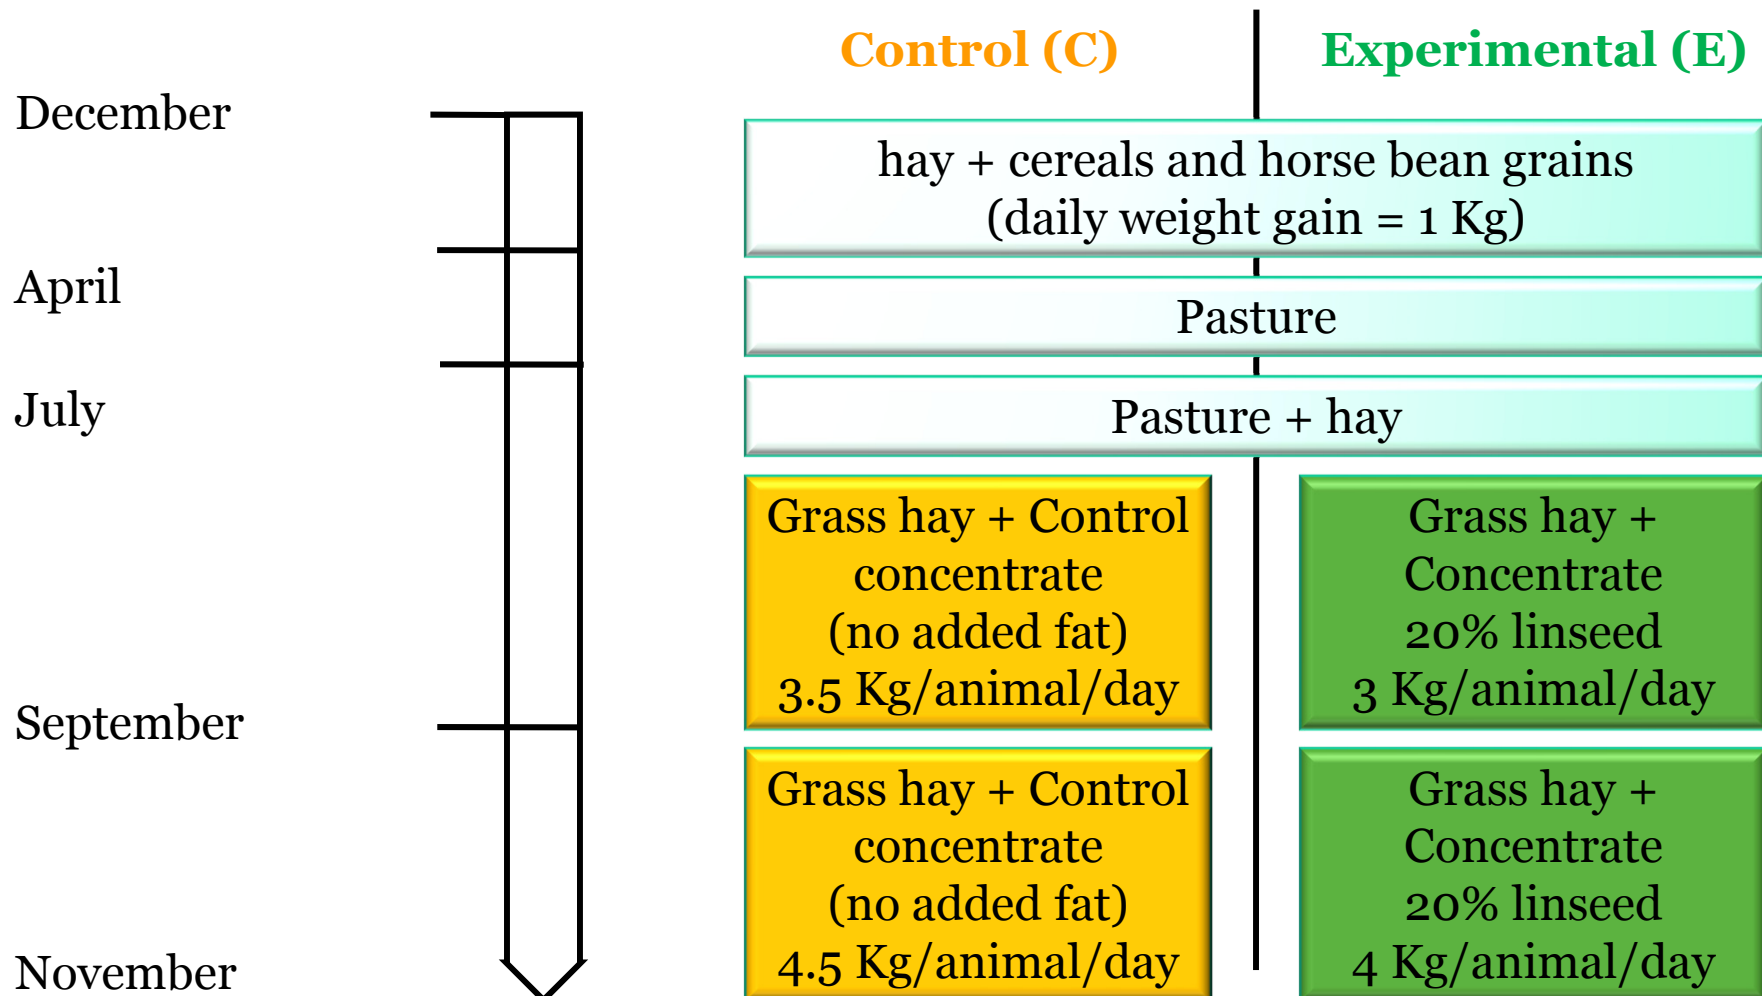 Control (C)
Experimental (E)
December
hay + cereals and horse bean grains
(daily weight gain = 1 Kg)
April
Pasture
July
Pasture + hay
Grass hay + Control
concentrate
(no added fat)
3.5 Kg/animal/day
Grass hay +
Concentrate
20% linseed
3 Kg/animal/day
September
Grass hay + Control
concentrate
(no added fat)
4.5 Kg/animal/day
Grass hay +
Concentrate
20% linseed
4 Kg/animal/day
November